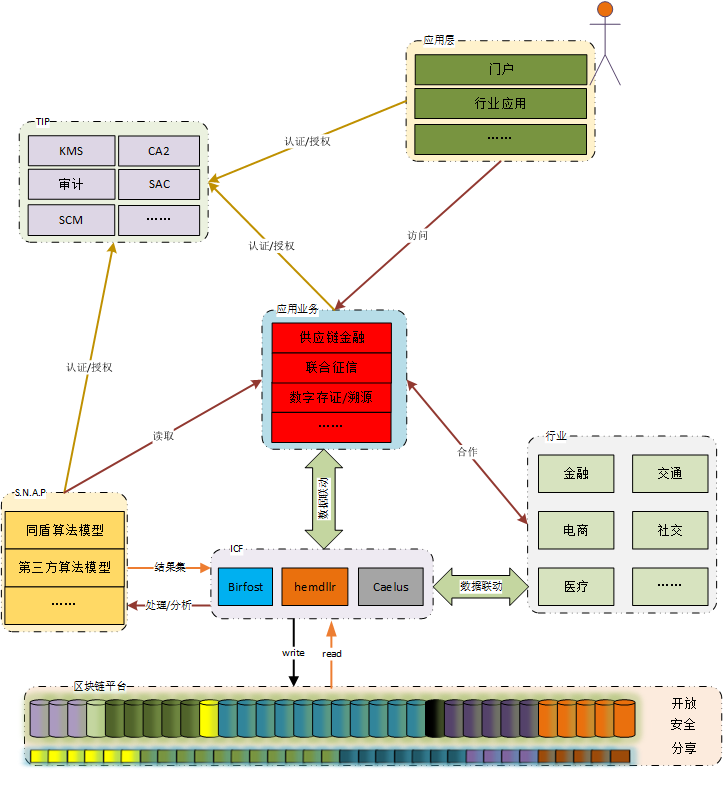 应用层
门户
行业应用
……
TIP
KMS
CA2
审计
SAC
SCM
……
认证/授权
认证/授权
访问
应用业务
供应链金融
联合征信
数字存证/溯源
……
认证/授权
读取
合作
行业
金融
交通
电商
社交
医疗
……
数据联动
S.N.A.P
同盾算法模型
第三方算法模型
……
结果集
处理/分析
ICF
Birfost
hemdllr
Caelus
数据联动
write
read
区块链平台
开放
安全
分享